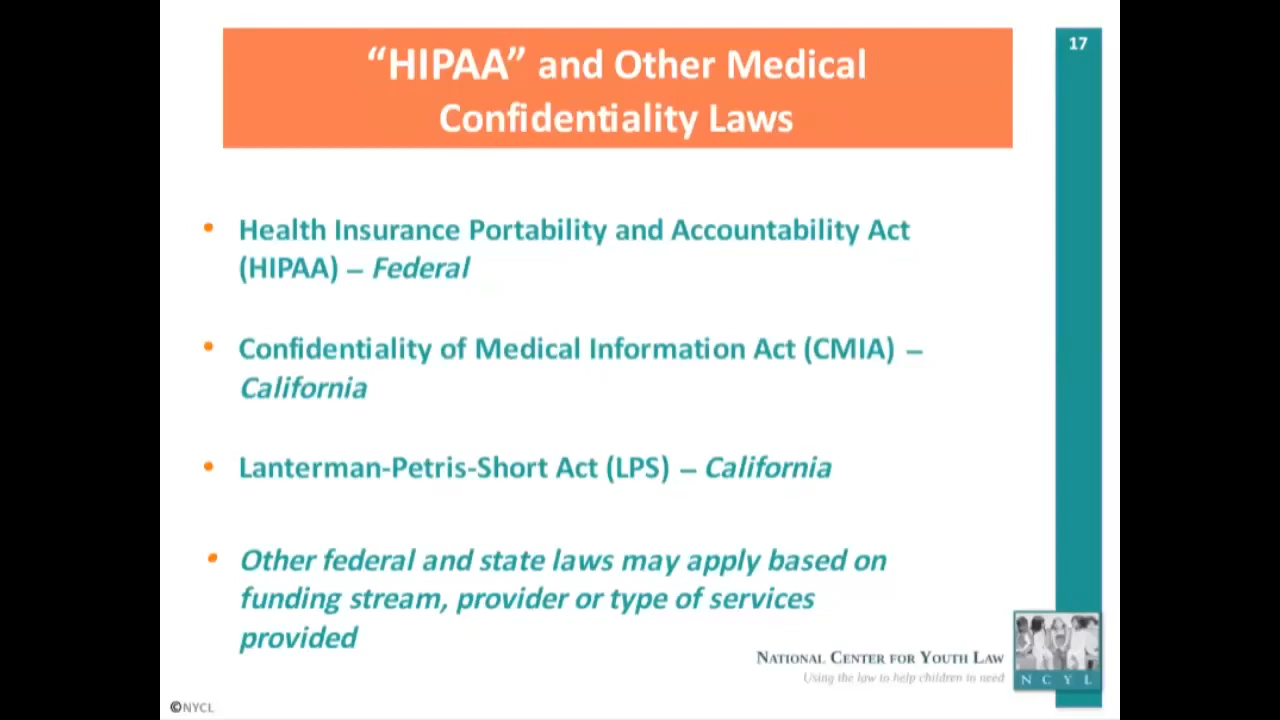 17
“HIPAA” and Other Medical
Confidentiality Laws
• Health Insurance Portability and Accountability Act
(HIPAA) – Federal
• Confidentiality of Medical Information Act (CMIA) –
California
• Lanterman-Petris-Short Act (LPS) – California
• Other federal and state laws may apply based on
funding stream, provider or type of services
provided
NATIONAL CENTER FOR YOUTH LAW
Using the law to help children in need
NCYL
©NYCL